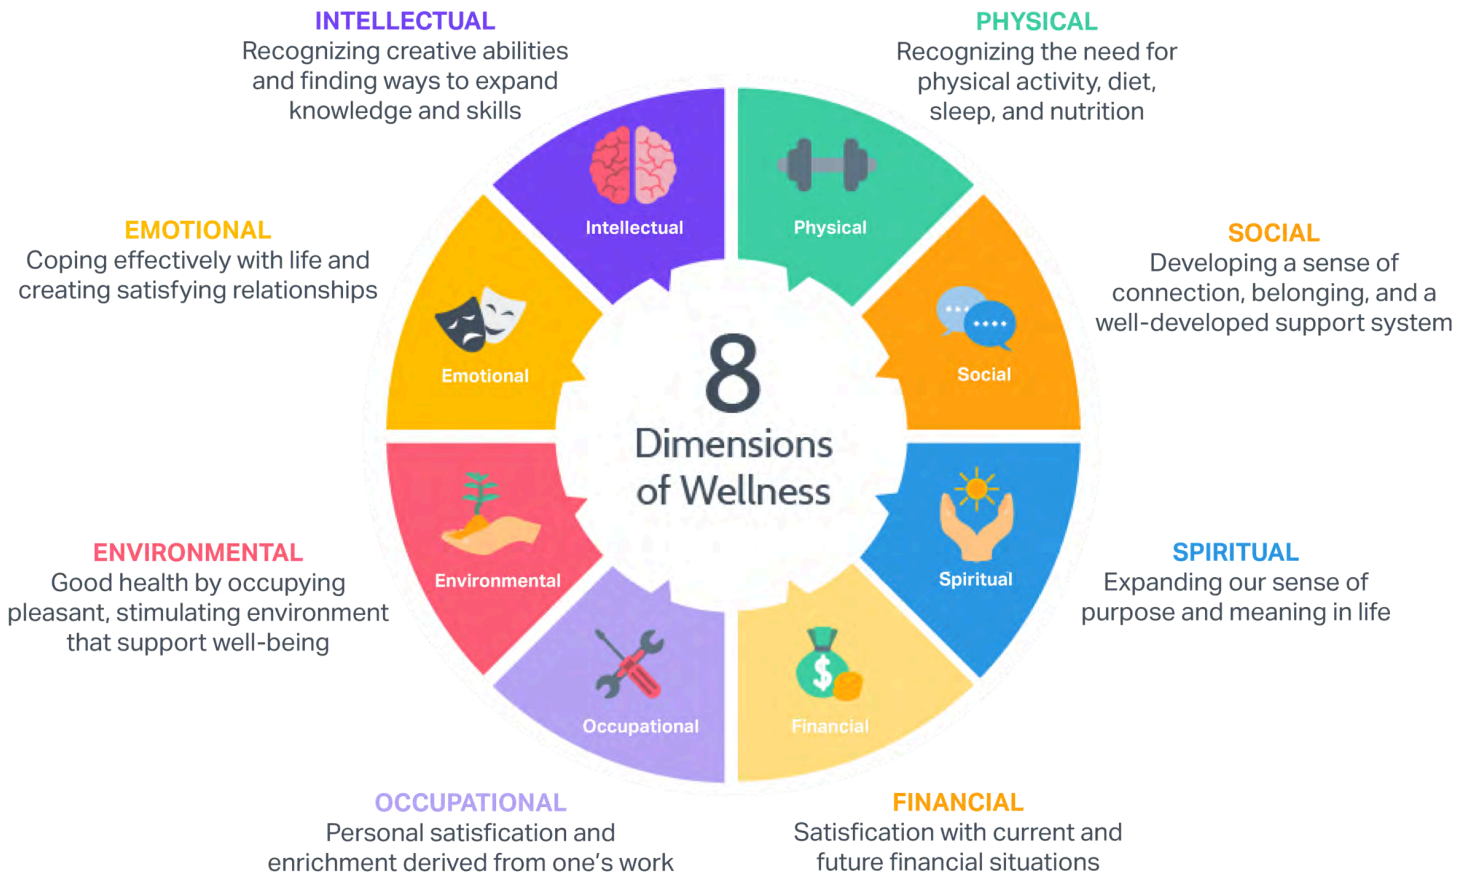 INTELLECTUAL
Recognizing creative abilities
and finding ways to expand
knowledge and skills
PHYSICAL
Recognizing the need for
physical activity, diet,
sleep, and nutrition
EMOTIONAL
Coping effectively with life and
creating satisfying relationships
SOCIAL
Developing a sense of
connection, belonging, and a
well-developed support system
Intellectual
Physical
Emotional
Social
8
Dimensions
of Wellness
Environmental
Spiritual
Occupational
Financial
$
ENVIRONMENTAL
Good health by occupying
pleasant, stimulating environment
that support well-being
SPIRITUAL
Expanding our sense of
purpose and meaning in life
OCCUPATIONAL
Personal satisfication and
enrichment derived from one's work
FINANCIAL
Satisfication with current and
future financial situations